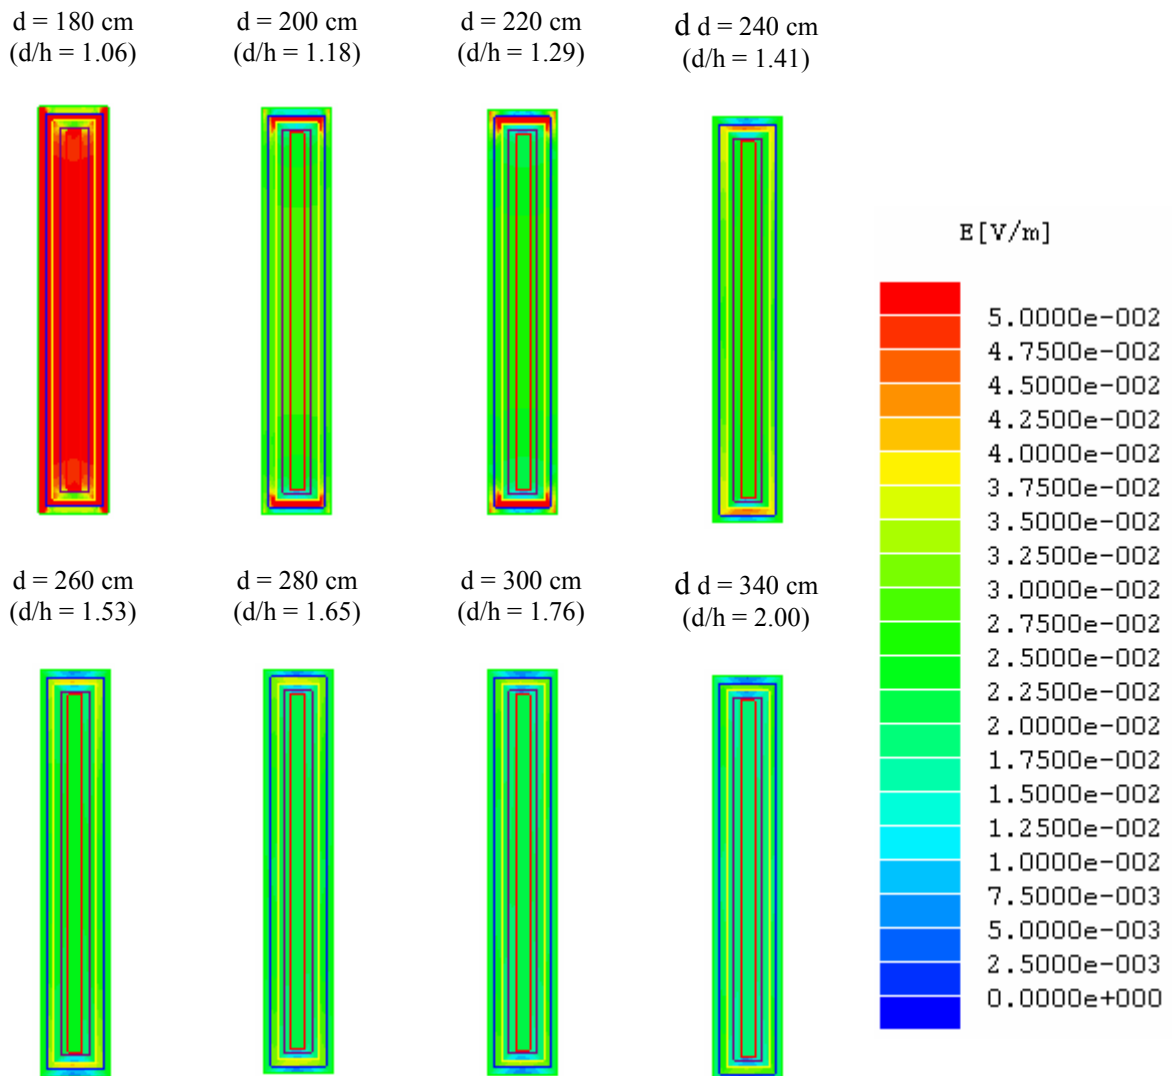 d = 180 cm
(d/h = 1.06)
d = 200 cm
(d/h = 1.18)
d = 220 cm
(d/h = 1.29)
d d = 240 cm
(d/h = 1.41)
E[V/m]
5.0000e-002
4.7500e-002
4.5000e-002
4.2500e-002
4.0000e-002
3.7500e-002
3.5000e-002
3.2500e-002
3.0000e-002
2.7500e-002
2.5000e-002
2.2500e-002
2.0000e-002
1.7500e-002
1.5000e-002
1.2500e-002
1.0000e-002
7.5000e-003
5.0000e-003
2.5000e-003
0.0000e+000
d = 260 cm
(d/h = 1.53)
d = 280 cm
(d/h = 1.65)
d = 300 cm
(d/h = 1.76)
d d = 340 cm
(d/h = 2.00)